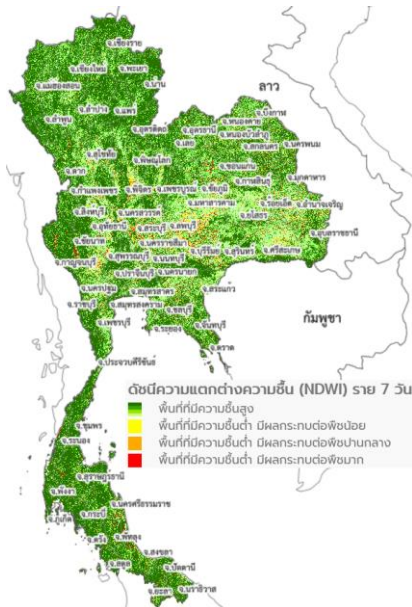 จ.เชียงราย
จ.เชียงใหม่
จ.พะเยา
จ.แม่ฮ่องสอน
จ.น่าน
ลาว
จ.ลำปาง
จ.แพร่
จ.ลำพูน
จ.อุตรดิตถ์
จ.อุดรธานี
จ.หนองคาย
จ.บึงกาฬ
จ.เลย
จ.หนองบัวลำภู
จ.สกลนคร
จ.นครพนม
จ.สุโขทัย
จ.พิษณุโลก
จ.ขอนแก่น
จ.ตาก
จ.กาฬสินธุ์
จ.มุกดาหาร
จ.กำแพงเพชร
จ.พิจิตร
จ.เพชรบูรณ์
จ.ชัยภูมิ
จ.มหาสารคาม
จ.ร้อยเอ็ด
จ.อำนาจเจริญ
จ.สิงห์บุรี
จ.นครสวรรค์
จ.ยโสธร
จ.อุทัยธานี
จ.สระบุรี
จ.ลพบุรี
จ.อุบลราชธานี
จ.ชัยนาท
จ.นครราชสีมา
จ.บุรีรัมย์
จ.สุรินทร์
จ.ศรีสะเกษ
จ.กาญจนบุรี
จ.สุพรรณบุรี
จ.นนทบุรี
จ.ปราจีนบุรี
จ.นครนายก
จ.นครปฐม
จ.สมุทรสาคร
จ.สระแก้ว
จ.ราชบุรี
จ.สมุทรสงคราม
จ.ชลบุรี
กัมพูชา
จ.เพชรบุรี
จ.ระยอง
จ.จันทบุรี
จ.ตราด
จ.ประจวบคีรีขันธ์
ดัชนีความแตกต่างความชื้น (NDWI) ราย 7 วัน
พื้นที่ที่มีความชื้นสูง
พื้นที่ที่มีความชื้นต่ำ มีผลกระทบต่อพืชน้อย
พื้นที่ที่มีความชื้นต่ำ มีผลกระทบต่อพืชปานกลาง
พื้นที่ที่มีความชื้นต่ำ มีผลกระทบต่อพืชมาก
จ.ชุมพร
จ.ระนอง
จ.สุราษฎร์ธานี
จ.พังงา
จ.นครศรีธรรมราช
จ.ภูเก็ต
จ.กระบี่
จ.ตรัง
จ.พัทลุง
จ.สงขลา
จ.สตูล
จ.ปัตตานี
จ.ยะลา
จ.นราธิวาส